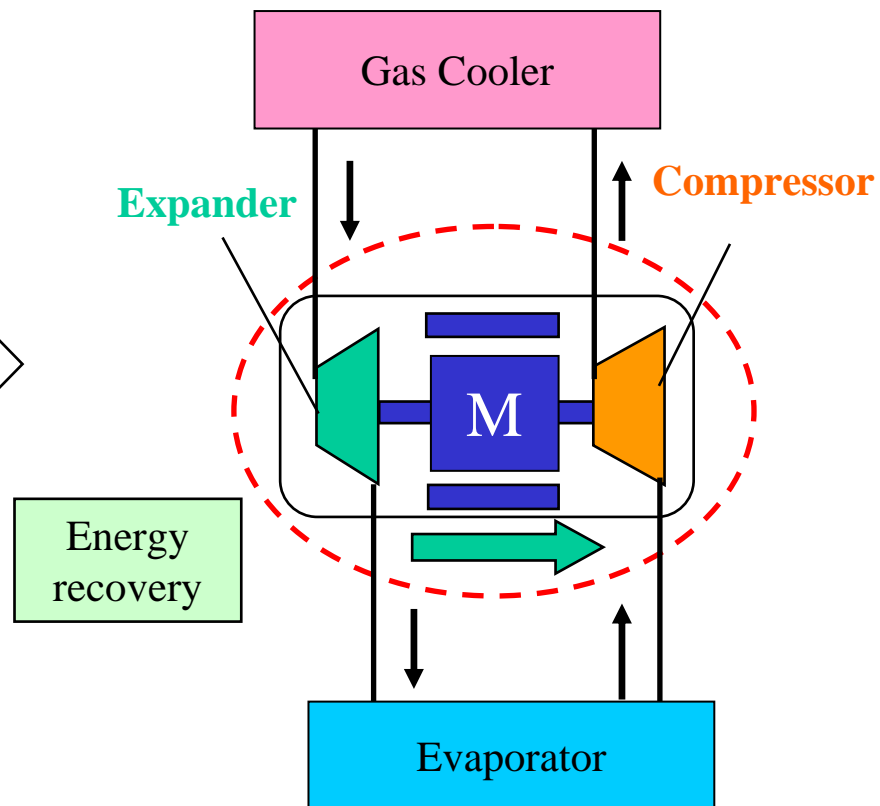 Gas Cooler
Expander
Compressor
M
Energy
recovery
Evaporator